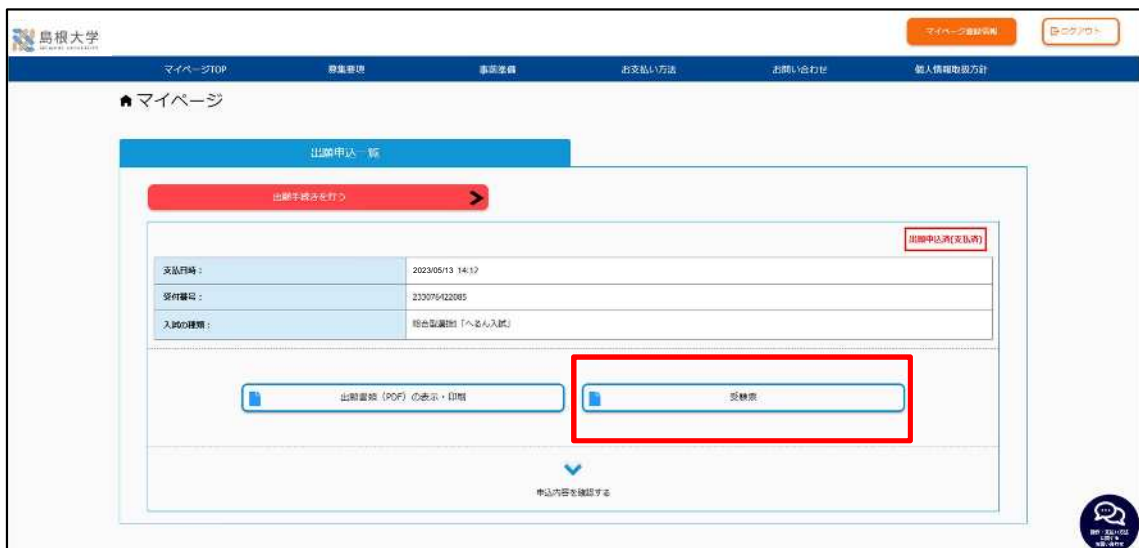 島根大学
マイページ登録情報
ログアウト
マイページTOP
募集要項
事前準備
お支払い方法
お問い合わせ
個人情報取扱方針
マイページ
出願申込一覧
出願手続きを行う
出願申込済(支払済)
支払日時：
2023/05/13 14:12
受付番号：
233076422085
入試の種類：
総合型選抜Ⅰ「へるん入試」
出願書類（PDF）の表示・印刷
受験票
申込内容を確認する